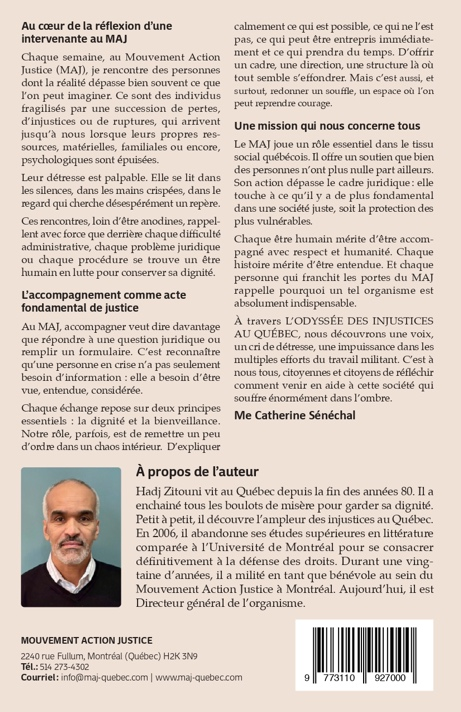 Au cœur de la réflexion d'une
intervenante au MAJ
Chaque semaine, au Mouvement Action
Justice (MAJ), je rencontre des personnes
dont la réalité dépasse bien souvent ce que
l'on peut imaginer. Ce sont des individus
fragilisés par une succession de pertes,
d'injustices ou de ruptures, qui arrivent
jusqu'à nous lorsque leurs propres res-
sources, matérielles, familiales ou encore,
psychologiques sont épuisées.
Leur détresse est palpable. Elle se lit dans
les silences, dans les mains crispées, dans le
regard qui cherche désespérément un repère.
Ces rencontres, loin d'être anodines, rappel-
lent avec force que derrière chaque difficulté
administrative, chaque problème juridique
ou chaque procédure se trouve un être
humain en lutte pour conserver sa dignité.
L'accompagnement comme acte
fondamental de justice
Au MAJ, accompagner veut dire davantage
que répondre à une question juridique ou
remplir un formulaire. C'est reconnaître
qu'une personne en crise n'a pas seulement
besoin d'information : elle a besoin d'être
vue, entendue, considérée.
Chaque échange repose sur deux principes
essentiels : la dignité et la bienveillance.
Notre rôle, parfois, est de remettre un peu
d'ordre dans un chaos intérieur. D'expliquer
calmement ce qui est possible, ce qui ne l'est
pas, ce qui peut être entrepris immédiate-
ment et ce qui prendra du temps. D'offrir
un cadre, une direction, une structure là où
tout semble s'effondrer. Mais c'est aussi, et
surtout, redonner un souffle, un espace où l'on
peut reprendre courage.
Une mission qui nous concerne tous
Le MAJ joue un rôle essentiel dans le tissu
social québécois. Il offre un soutien que bien
des personnes n'ont plus nulle part ailleurs.
Son action dépasse le cadre juridique : elle
touche à ce qu'il y a de plus fondamental
dans une société juste, soit la protection des
plus vulnérables.
Chaque être humain mérite d'être accom-
pagné avec respect et humanité. Chaque
histoire mérite d'être entendue. Et chaque
personne qui franchit les portes du MAJ
rappelle pourquoi un tel organisme est
absolument indispensable.
À travers L'ODYSSÉE DES INJUSTICES
AU QUÉBEC, nous découvrons une voix,
un cri de détresse, une impuissance dans les
multiples efforts du travail militant. C'est à
nous tous, citoyennes et citoyens de réfléchir
comment venir en aide à cette société qui
souffre énormément dans l'ombre.
Me Catherine Sénéchal
À propos de l'auteur
Hadj Zitouni vit au Québec depuis la fin des années 80. Il a
enchainé tous les boulots de misère pour garder sa dignité.
Petit à petit, il découvre l'ampleur des injustices au Québec.
En 2006, il abandonne ses études supérieures en littérature
comparée à l'Université de Montréal pour se consacrer
définitivement à la défense des droits. Durant une ving-
taine d'années, il a milité en tant que bénévole au sein du
Mouvement Action Justice à Montréal. Aujourd'hui, il est
Directeur général de l'organisme.
MOUVEMENT ACTION JUSTICE
2240 rue Fullum, Montréal (Québec) H2K 3N9
Tél.: 514 273-4302
Courriel: info@maj-quebec.com | www.maj-quebec.com
9 773110 927000